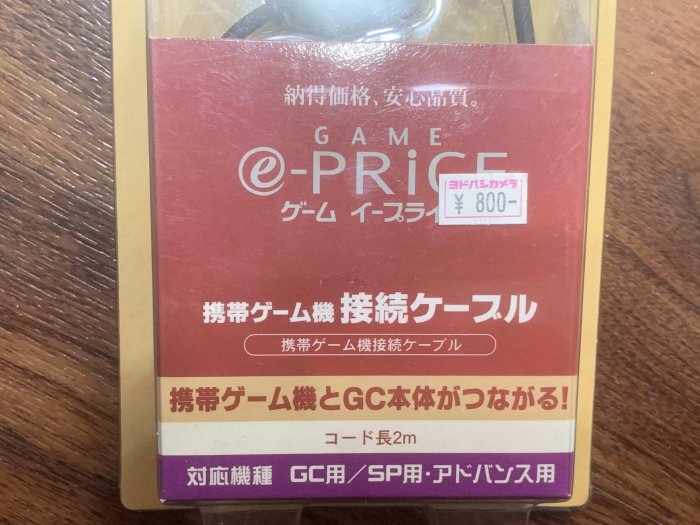 納得価格、安心品質。
GAME
e-PRiCE
ヨドバシカメラ
¥ 800-
ゲーム イープライ
携帯ゲーム機 接続ケーブル
携帯ゲーム機接続ケーブル
携帯ゲーム機とGC本体がつながる!
コード長2m
対応機種 GC用/SP用・アドバンス用